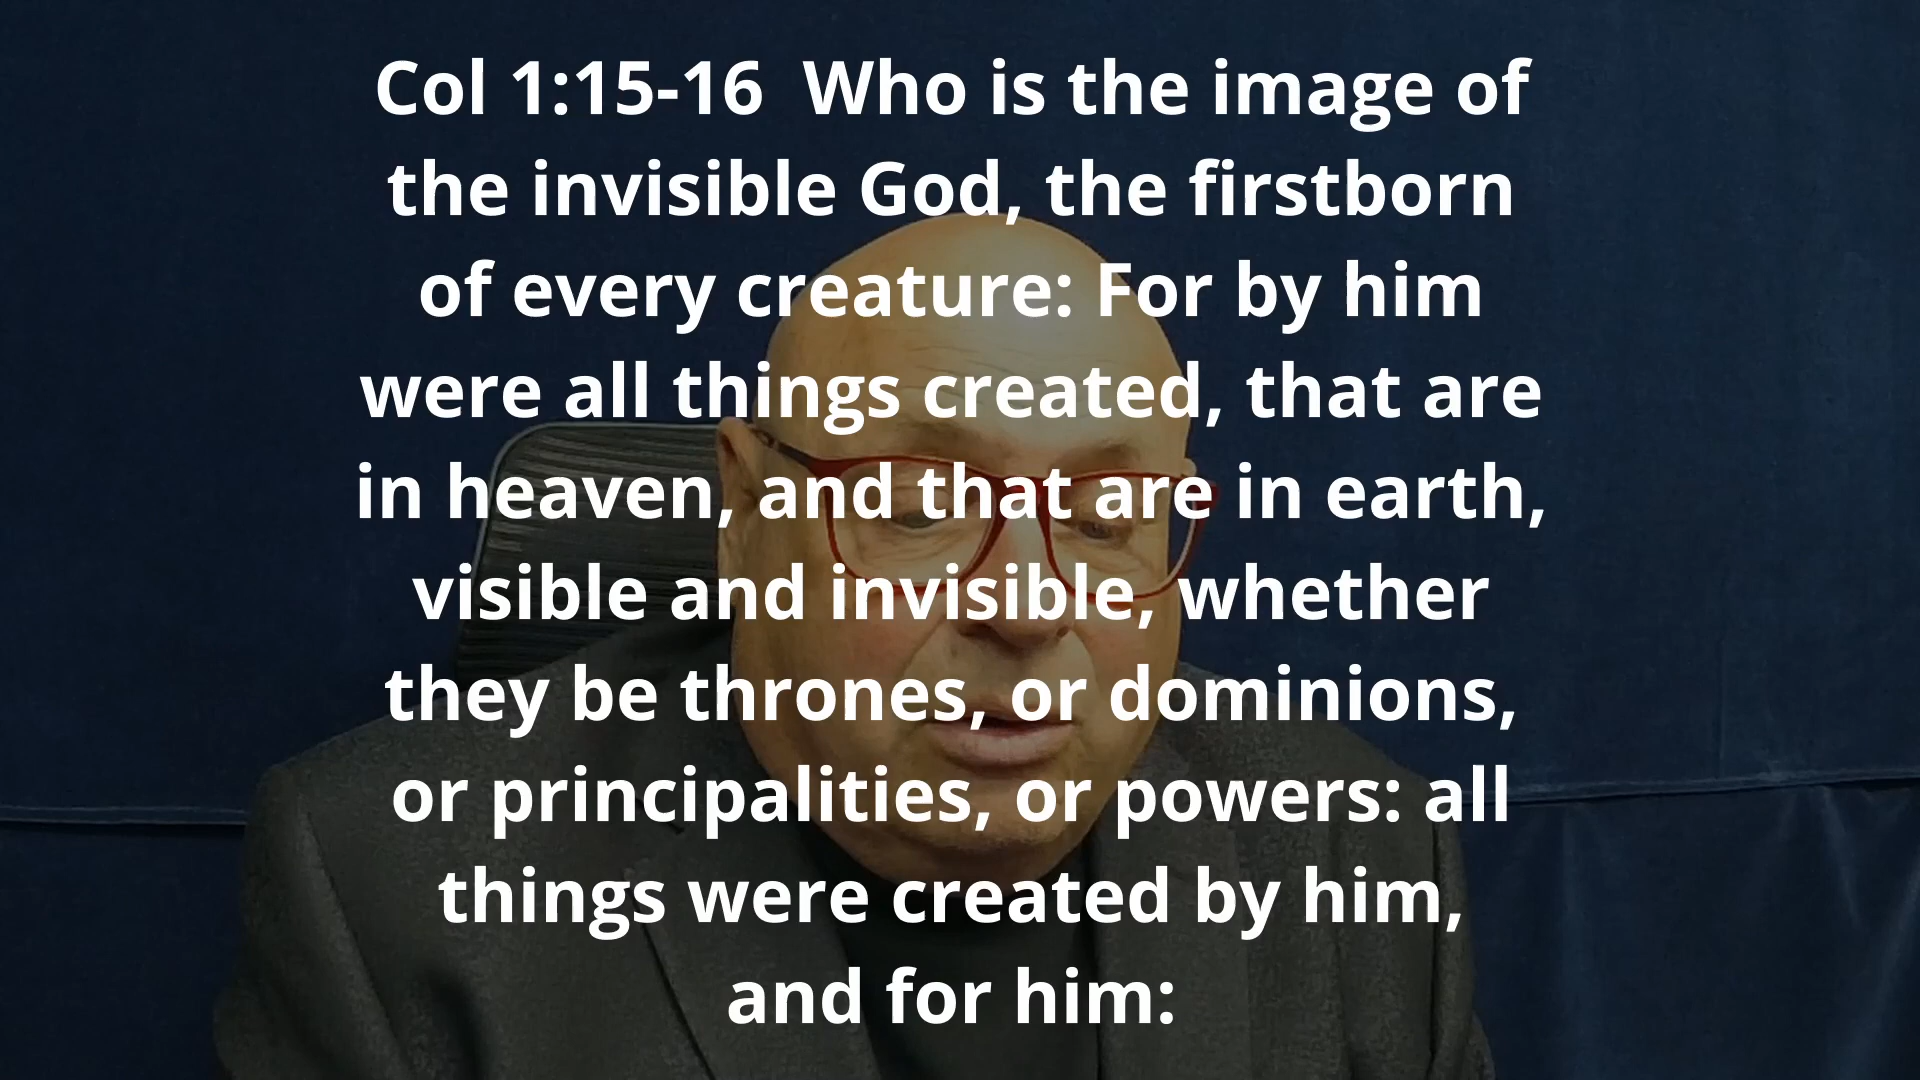 Col 1:15-16  Who is the image of
the invisible God, the firstborn
of every creature: For by him
were all things created, that are
in heaven, and that are in earth,
visible and invisible, whether
they be thrones, or dominions,
or principalities, or powers: all
things were created by him,
and for him: